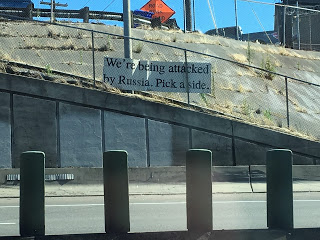 We're being attacked
by Russia. Pick a side.